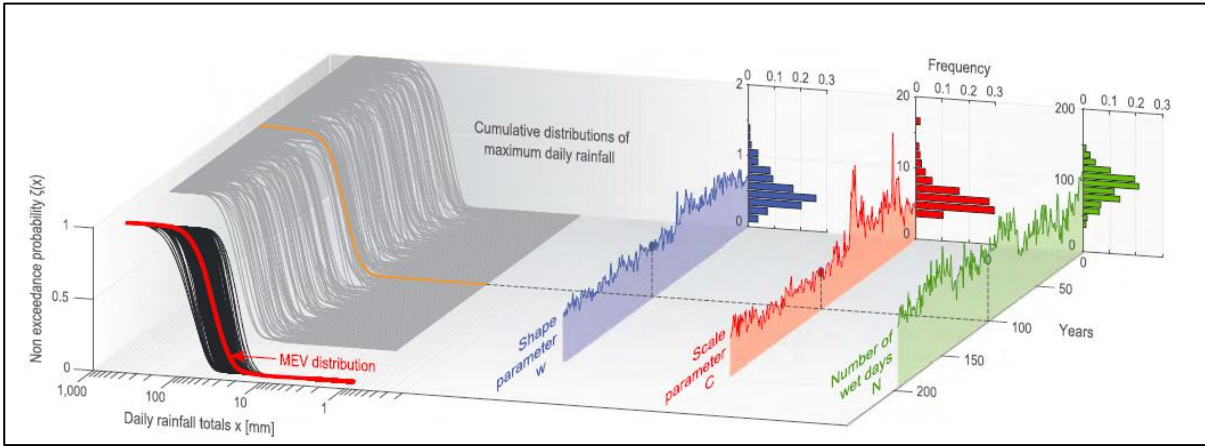 Frequency
0 0.1 0.2 0.3
0 0.1 0.2 0.3
0 0.1 0.2 0.3
2
1
0
20
10
0
200
100
0
Cumulative distributions of
maximum daily rainfall
Non exceedance probability ζ(x)
1
0.5
0
MEV distribution
1,000
100
10
1
Daily rainfall totals x [mm]
Shape
parameter
w
Scale
parameter
C
Number of
wet days
N
0
50
100
150
200
Years